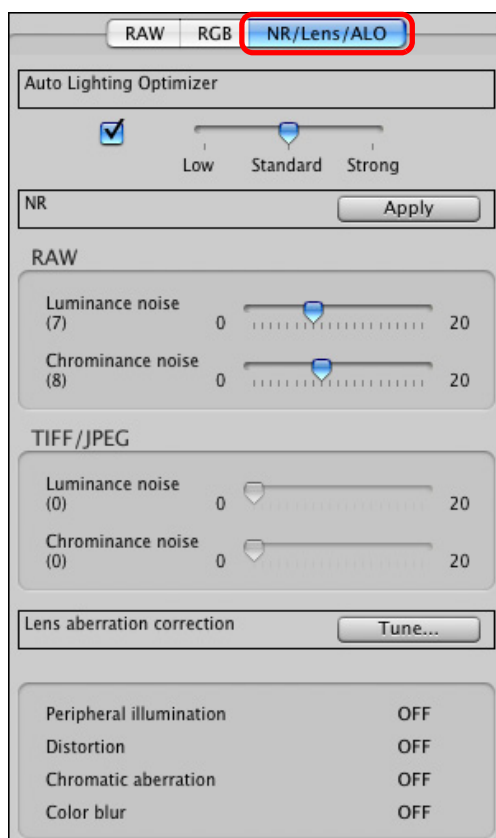 RAW RGB NR/Lens/ALO
Auto Lighting Optimizer
Low Standard Strong
NR Apply
RAW
Luminance noise
(7) 0 20
Chrominance noise
(8) 0 20
TIFF/JPEG
Luminance noise
(0) 0 20
Chrominance noise
(0) 0 20
Lens aberration correction Tune...
Peripheral illumination OFF
Distortion OFF
Chromatic aberration OFF
Color blur OFF